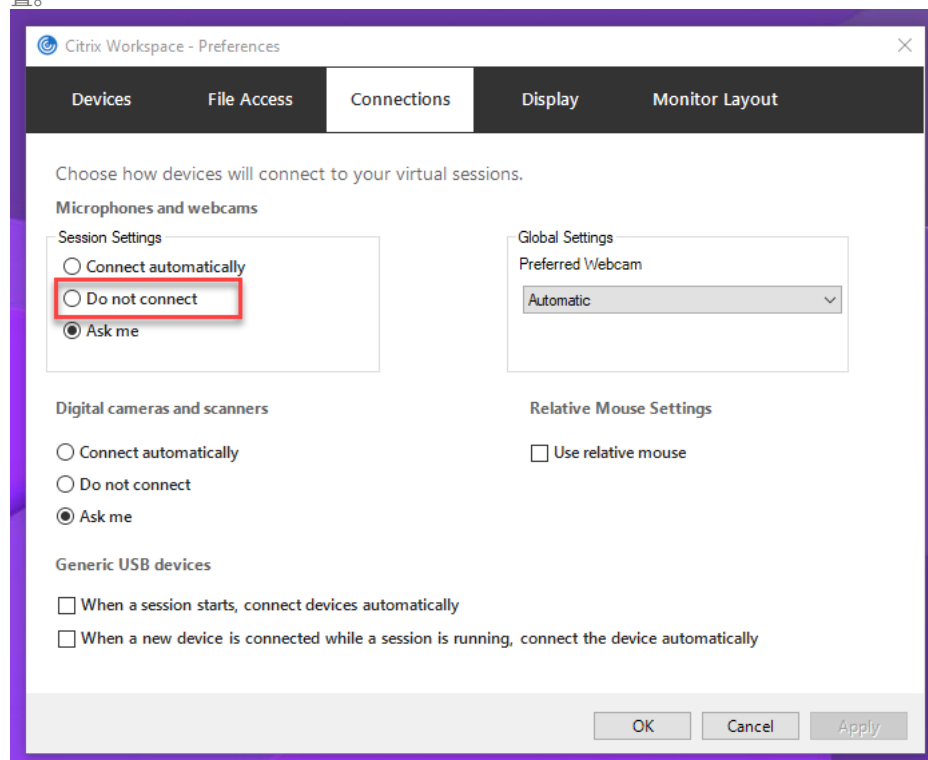 置。
Citrix Workspace - Preferences
Devices File Access Connections Display Monitor Layout
Choose how devices will connect to your virtual sessions.
Microphones and webcams
Session Settings
Connect automatically
Do not connect
Ask me
Global Settings
Preferred Webcam
Automatic
Digital cameras and scanners
Connect automatically
Do not connect
Ask me
Relative Mouse Settings
Use relative mouse
Generic USB devices
When a session starts, connect devices automatically
When a new device is connected while a session is running, connect the device automatically
OK Cancel Apply